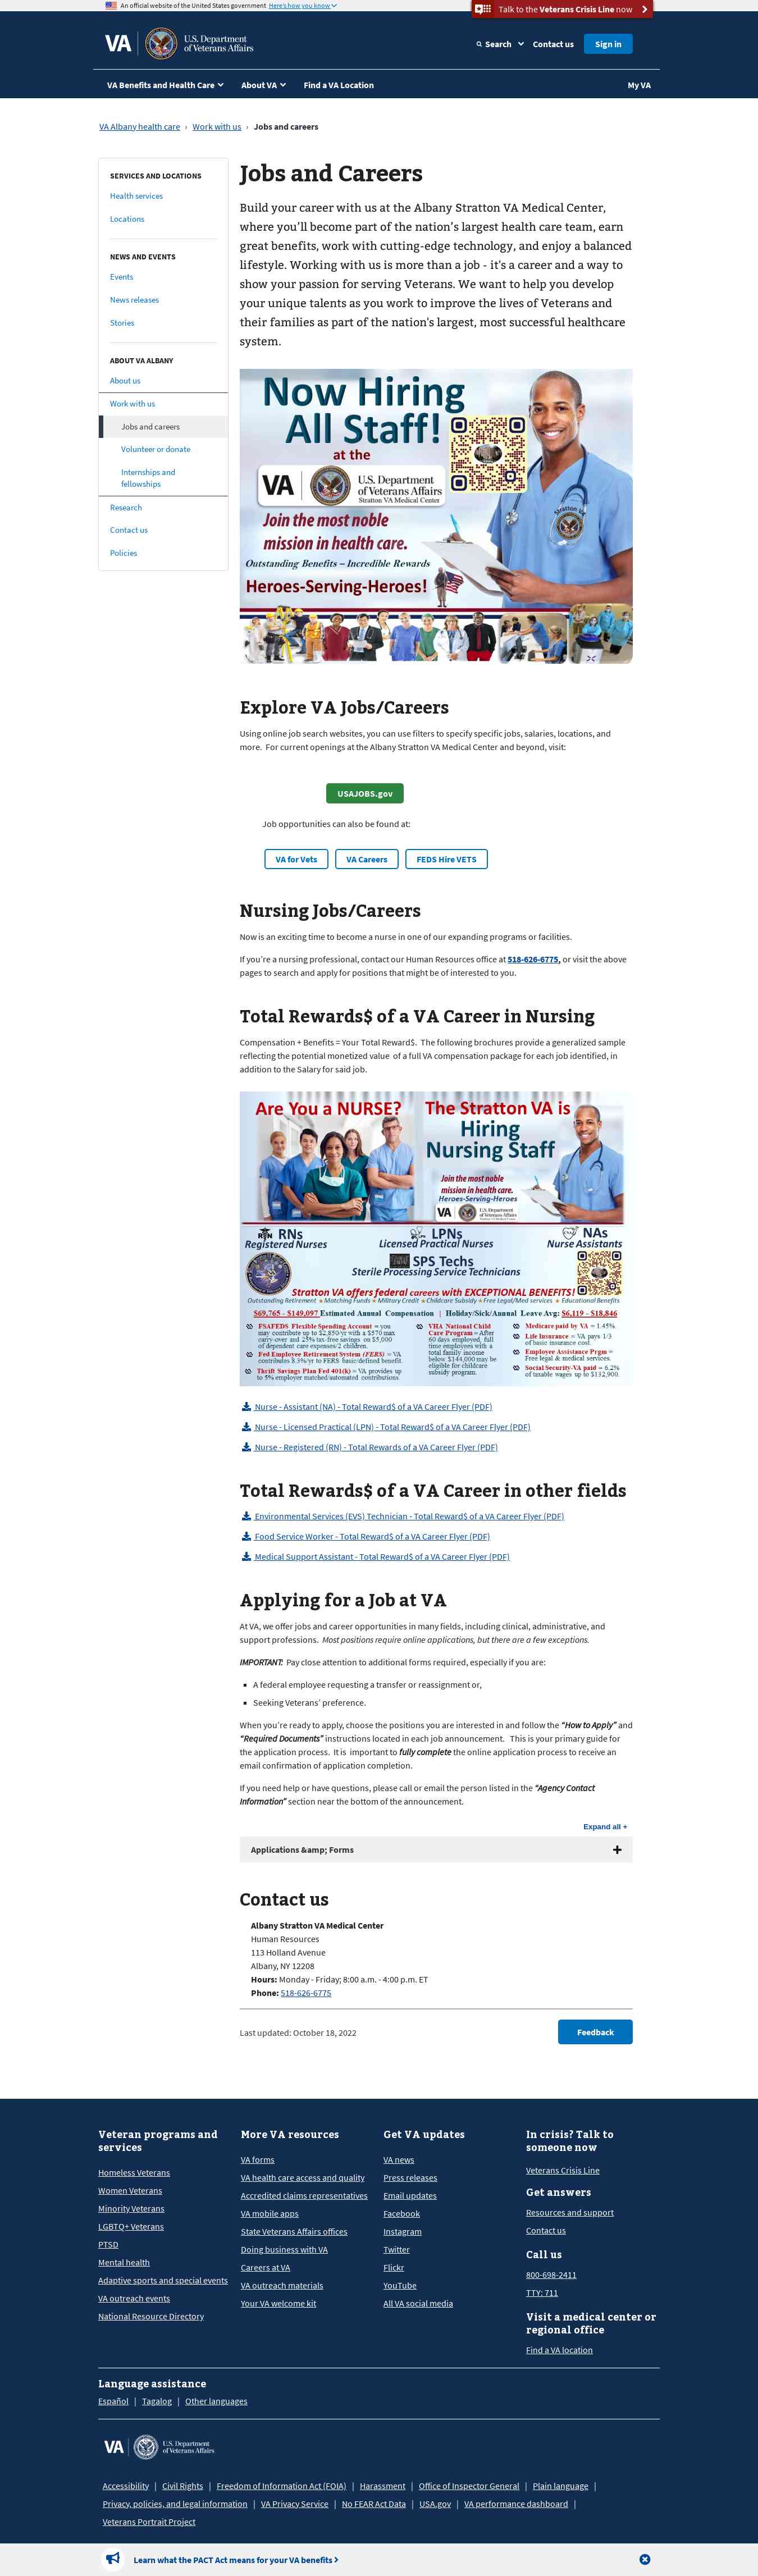 An official website of the United States government Here's how you know
Talk to the Veterans Crisis Line now
VA
U.S. Department
of Veterans Affairs
Search
Contact us
Sign in
VA Benefits and Health Care
About VA
Find a VA Location
My VA
VA Albany health care › Work with us › Jobs and careers
SERVICES AND LOCATIONS
Health services
Locations
NEWS AND EVENTS
Events
News releases
Stories
ABOUT VA ALBANY
About us
Work with us
Jobs and careers
Volunteer or donate
Internships and
fellowships
Research
Contact us
Policies
Jobs and Careers
Build your career with us at the Albany Stratton VA Medical Center,
where you’ll become part of the nation’s largest health care team, earn
great benefits, work with cutting-edge technology, and enjoy a balanced
lifestyle. Working with us is more than a job - it's a career and a way to
show your passion for serving Veterans. We want to help you develop
your unique talents as you work to improve the lives of Veterans and
their families as part of the nation's largest, most successful healthcare
system.
Now Hiring
All Staff!
at the
VA
U.S. Department
of Veterans Affairs
Stratton VA Medical Center
Join the most noble
mission in health care.
Outstanding Benefits – Incredible Rewards
Heroes-Serving-Heroes!
Explore VA Jobs/Careers
Using online job search websites, you can use filters to specify specific jobs, salaries, locations, and
more.  For current openings at the Albany Stratton VA Medical Center and beyond, visit:
USAJOBS.gov
Job opportunities can also be found at:
VA for Vets
VA Careers
FEDS Hire VETS
Nursing Jobs/Careers
Now is an exciting time to become a nurse in one of our expanding programs or facilities.
If you’re a nursing professional, contact our Human Resources office at 518-626-6775, or visit the above
pages to search and apply for positions that might be of interested to you.
Total Rewards$ of a VA Career in Nursing
Compensation + Benefits = Your Total Reward$.  The following brochures provide a generalized sample
reflecting the potential monetized value  of a full VA compensation package for each job identified, in
addition to the Salary for said job.
Are You a NURSE?
The Stratton VA is
Hiring
Nursing Staff
Join the most noble
mission in health care.
Heroes-Serving-Heroes
VA
U.S. Department
of Veterans Affairs
RNs
Registered Nurses
LPNs
Licensed Practical Nurses
NAs
Nurse Assistants
SPS Techs
Sterile Processing Service Technicians
Stratton VA offers federal careers with EXCEPTIONAL BENEFITS!
Outstanding Retirement ★ Matching Funds ★ Military Credit ★ Childcare Subsidy ★ Free Legal/Med services ★ Educational Benefits
$69,765 - $149,097 Estimated Annual Compensation | Holiday/Sick/Annual Leave Avg: $6,119 - $18,846
FSAFEDS Flexible Spending Account = you
may contribute up to $2,850/yr with a $570 max
carry-over and 25% tax-free savings on $5,000
of dependent care expenses/2 children.
Fed Employee Retirement System (FERS) = VA
contributes 8.3%/yr to FERS basic/defined benefit.
Thrift Savings Plan Fed 401(k) = VA provides up
to 5% employer matched/automated contributions.
VHA National Child
Care Program = After
60 days employed, full
time employees with a
total family income
below $144,000 may be
eligible for childcare
subsidy program.
Medicare paid by VA = 1.45%
Life Insurance = VA pays 1/3
of basic coverage.
Employee Assistance Prgm =
Free legal & medical services.
Social Security-VA paid = 6.2%
of taxable wages up to $132,900.
Nurse - Assistant (NA) - Total Reward$ of a VA Career Flyer (PDF)
Nurse - Licensed Practical (LPN) - Total Reward$ of a VA Career Flyer (PDF)
Nurse - Registered (RN) - Total Rewards of a VA Career Flyer (PDF)
Total Rewards$ of a VA Career in other fields
Environmental Services (EVS) Technician - Total Reward$ of a VA Career Flyer (PDF)
Food Service Worker - Total Reward$ of a VA Career Flyer (PDF)
Medical Support Assistant - Total Reward$ of a VA Career Flyer (PDF)
Applying for a Job at VA
At VA, we offer jobs and career opportunities in many fields, including clinical, administrative, and
support professions.  Most positions require online applications, but there are a few exceptions.
IMPORTANT:  Pay close attention to additional forms required, especially if you are:
A federal employee requesting a transfer or reassignment or,
Seeking Veterans’ preference.
When you’re ready to apply, choose the positions you are interested in and follow the “How to Apply” and
“Required Documents” instructions located in each job announcement.   This is your primary guide for
the application process.  It is  important to fully complete the online application process to receive an
email confirmation of application completion.
If you need help or have questions, please call or email the person listed in the “Agency Contact
Information” section near the bottom of the announcement.
Expand all +
Applications &amp; Forms
Contact us
Albany Stratton VA Medical Center
Human Resources
113 Holland Avenue
Albany, NY 12208
Hours: Monday - Friday; 8:00 a.m. - 4:00 p.m. ET
Phone: 518-626-6775
Last updated: October 18, 2022
Feedback
Veteran programs and
services
Homeless Veterans
Women Veterans
Minority Veterans
LGBTQ+ Veterans
PTSD
Mental health
Adaptive sports and special events
VA outreach events
National Resource Directory
More VA resources
VA forms
VA health care access and quality
Accredited claims representatives
VA mobile apps
State Veterans Affairs offices
Doing business with VA
Careers at VA
VA outreach materials
Your VA welcome kit
Get VA updates
VA news
Press releases
Email updates
Facebook
Instagram
Twitter
Flickr
YouTube
All VA social media
In crisis? Talk to
someone now
Veterans Crisis Line
Get answers
Resources and support
Contact us
Call us
800-698-2411
TTY: 711
Visit a medical center or
regional office
Find a VA location
Language assistance
Español | Tagalog | Other languages
VA
U.S. Department
of Veterans Affairs
Accessibility | Civil Rights | Freedom of Information Act (FOIA) | Harassment | Office of Inspector General | Plain language |
Privacy, policies, and legal information | VA Privacy Service | No FEAR Act Data | USA.gov | VA performance dashboard |
Veterans Portrait Project
Learn what the PACT Act means for your VA benefits